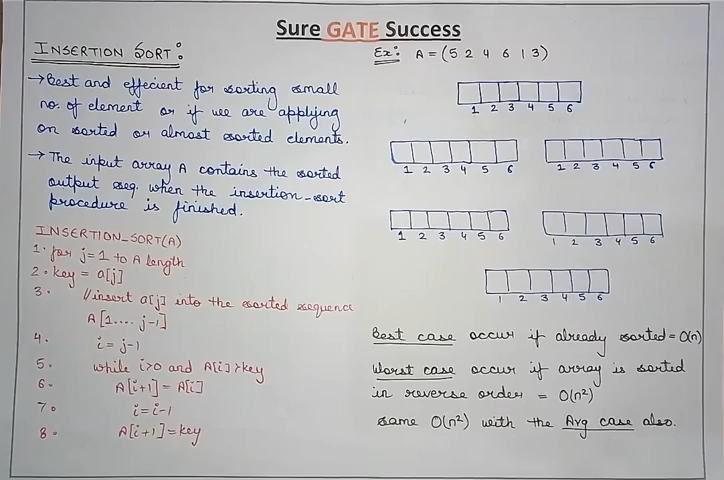 Sure GATE Success
INSERTION SORT:
→ Best and effecient for sorting small
no. of element or if we are applying
on sorted or almost sorted elements.
→ The input array A contains the sorted
output seq. when the insertion-sort
procedure is finished.
INSERTION_SORT(A)
1. for j=1 to A length
2. key = a[j]
3. //insert a[j] into the sorted sequence
A[1.... j-1]
4. i = j-1
5. while i>0 and A[i]>key
6. A[i+1] = A[i]
7. i = i-1
8. A[i+1] = key
Ex: A = (5 2 4 6 1 3)
1 2 3 4 5 6
1 2 3 4 5 6 1 2 3 4 5 6
1 2 3 4 5 6 1 2 3 4 5 6
1 2 3 4 5 6
Best case occur if already sorted = O(n)
Worst case occur if array is sorted
in reverse order = O(n²)
same O(n²) with the Avg case also.